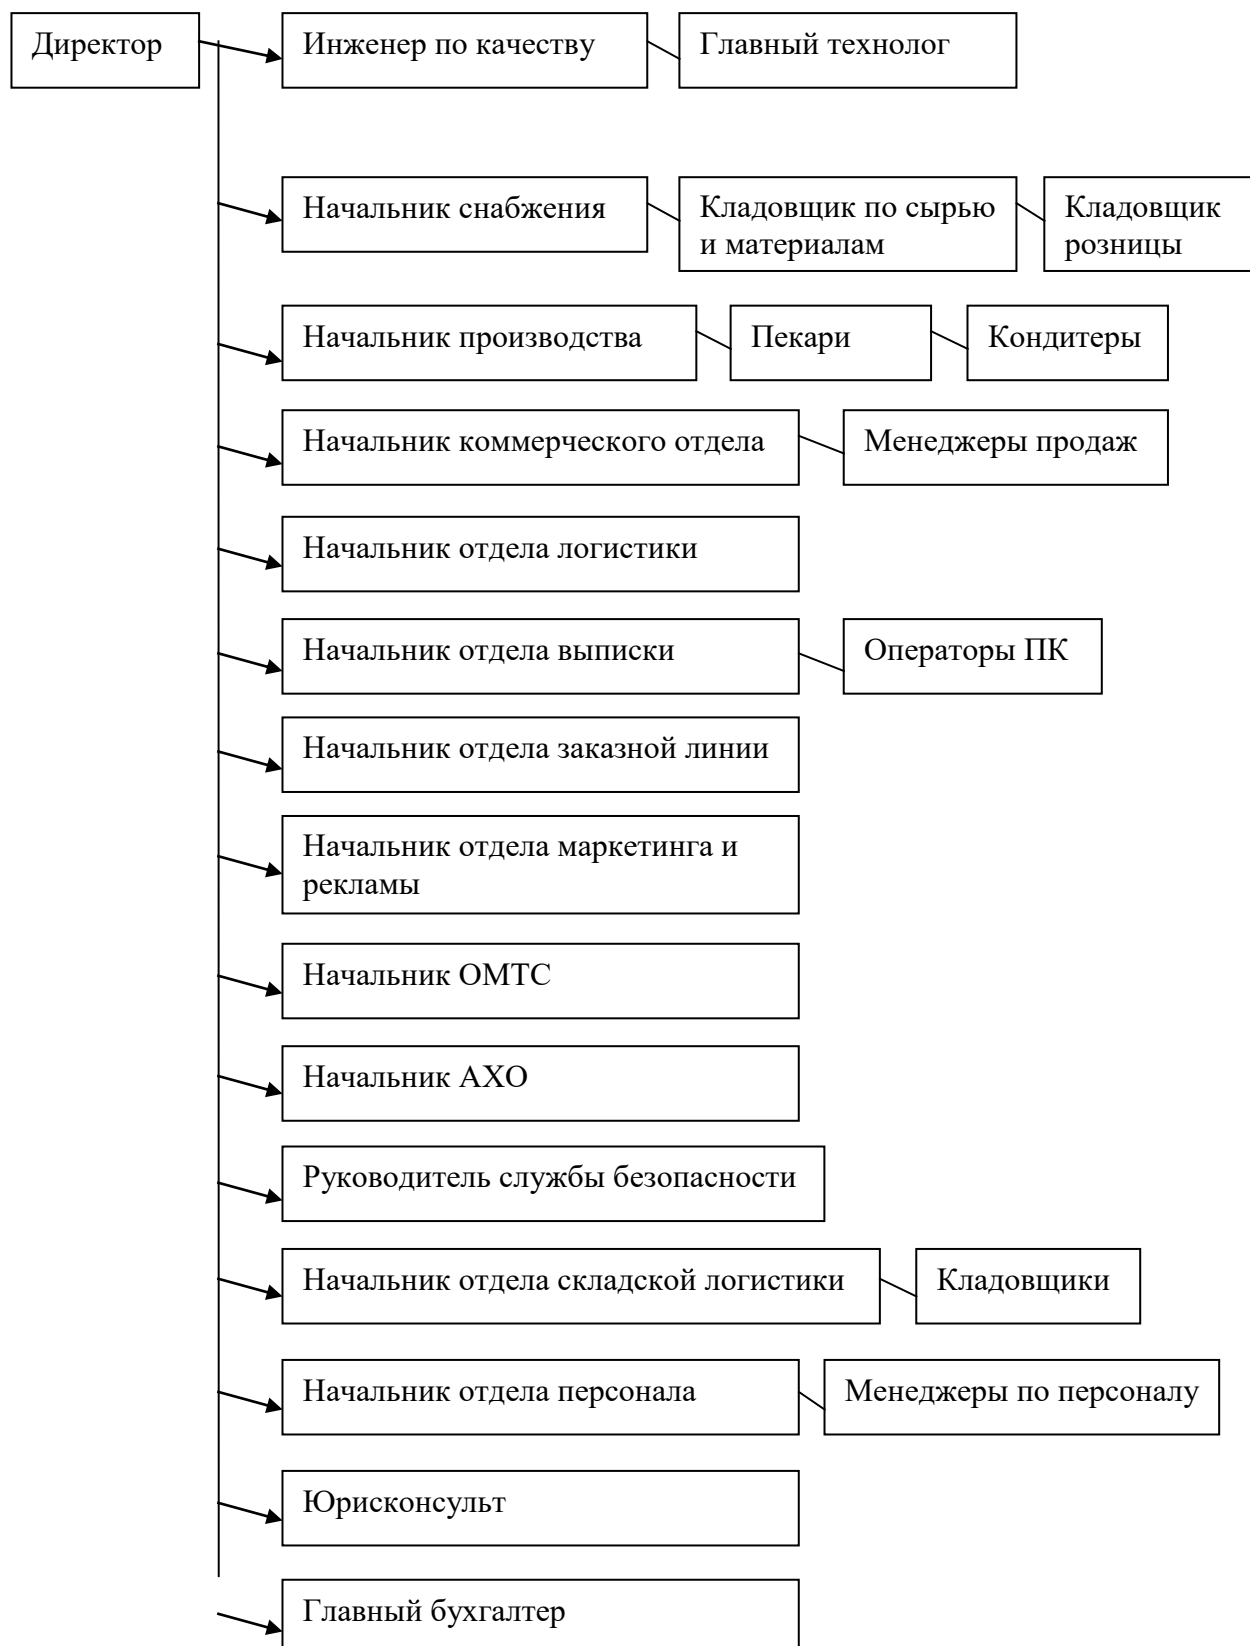 Директор
Инженер по качеству
Главный технолог
Начальник снабжения
Кладовщик по сырью
и материалам
Кладовщик
розницы
Начальник производства
Пекари
Кондитеры
Начальник коммерческого отдела
Менеджеры продаж
Начальник отдела логистики
Начальник отдела выписки
Операторы ПК
Начальник отдела заказной линии
Начальник отдела маркетинга и
рекламы
Начальник ОМТС
Начальник АХО
Руководитель службы безопасности
Начальник отдела складской логистики
Кладовщики
Начальник отдела персонала
Менеджеры по персоналу
Юрисконсульт
Главный бухгалтер